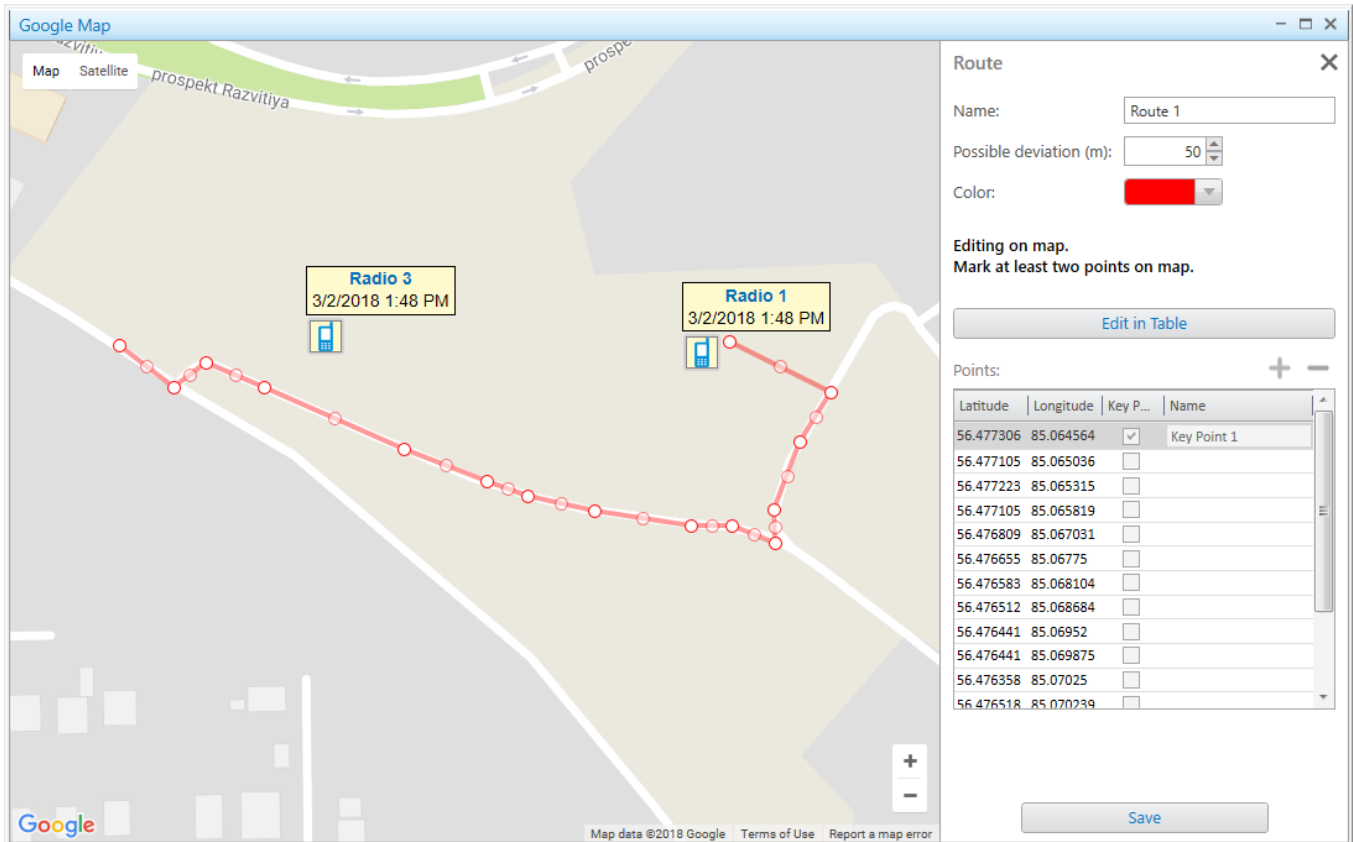 Google Map
Map Satellite
prospekt Razvitiya
Radio 3
3/2/2018 1:48 PM
Radio 1
3/2/2018 1:48 PM
Google
Map data ©2018 Google Terms of Use Report a map error
Route
Name: Route 1
Possible deviation (m): 50
Color:
Editing on map.
Mark at least two points on map.
Edit in Table
Points:
Latitude Longitude Key P... Name
56.477306 85.064564 Key Point 1
56.477105 85.065036
56.477223 85.065315
56.477105 85.065819
56.476809 85.067031
56.476655 85.06775
56.476583 85.068104
56.476512 85.068684
56.476441 85.06952
56.476441 85.069875
56.476358 85.07025
56.476518 85.070239
Save